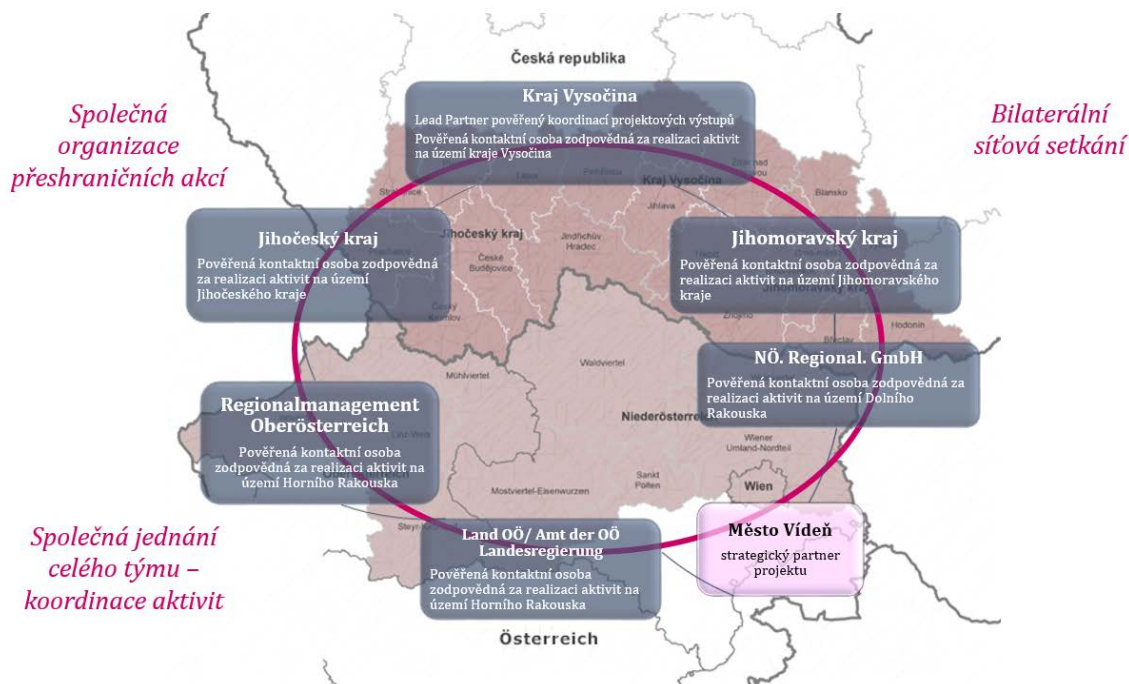 Česká republika
Společná
organizace
přeshraničních akcí
Kraj Vysočina
Lead Partner pověřený koordinací projektových výstupů
Pověřená kontaktní osoba zodpovědná za realizaci aktivit
na území kraje Vysočina
Bilaterální
síťová setkání
Kraj Vysočina
Jihlava
Blansko
Jihočeský kraj
Pověřená kontaktní osoba zodpovědná
za realizaci aktivit na území
Jihočeského kraje
Jihočeský kraj
České
Budějovice
Jindřichův
Hradec
Jihomoravský kraj
Pověřená kontaktní osoba zodpovědná za
realizaci aktivit na území Jihomoravského
kraje
Jihomoravský kraj
Znojmo
Hodonín
Břeclav
Mühlviertel
Waldviertel
NÖ. Regional. GmbH
Pověřená kontaktní osoba zodpovědná za
realizaci aktivit na území Dolního
Rakouska
Regionalmanagement
Oberösterreich
Pověřená kontaktní osoba
zodpovědná za realizaci aktivit na
území Horního Rakouska
Niederösterreich
Wiener
Umland-Nordteil
Sankt
Pölten
Wien
Mostviertel-Eisenwurzen
Společná jednání
celého týmu –
koordinace aktivit
Land OÖ/ Amt der OÖ
Landesregierung
Pověřená kontaktní osoba
zodpovědná za realizaci aktivit na
území Horního Rakouska
Město Vídeň
strategický partner
projektu
Österreich